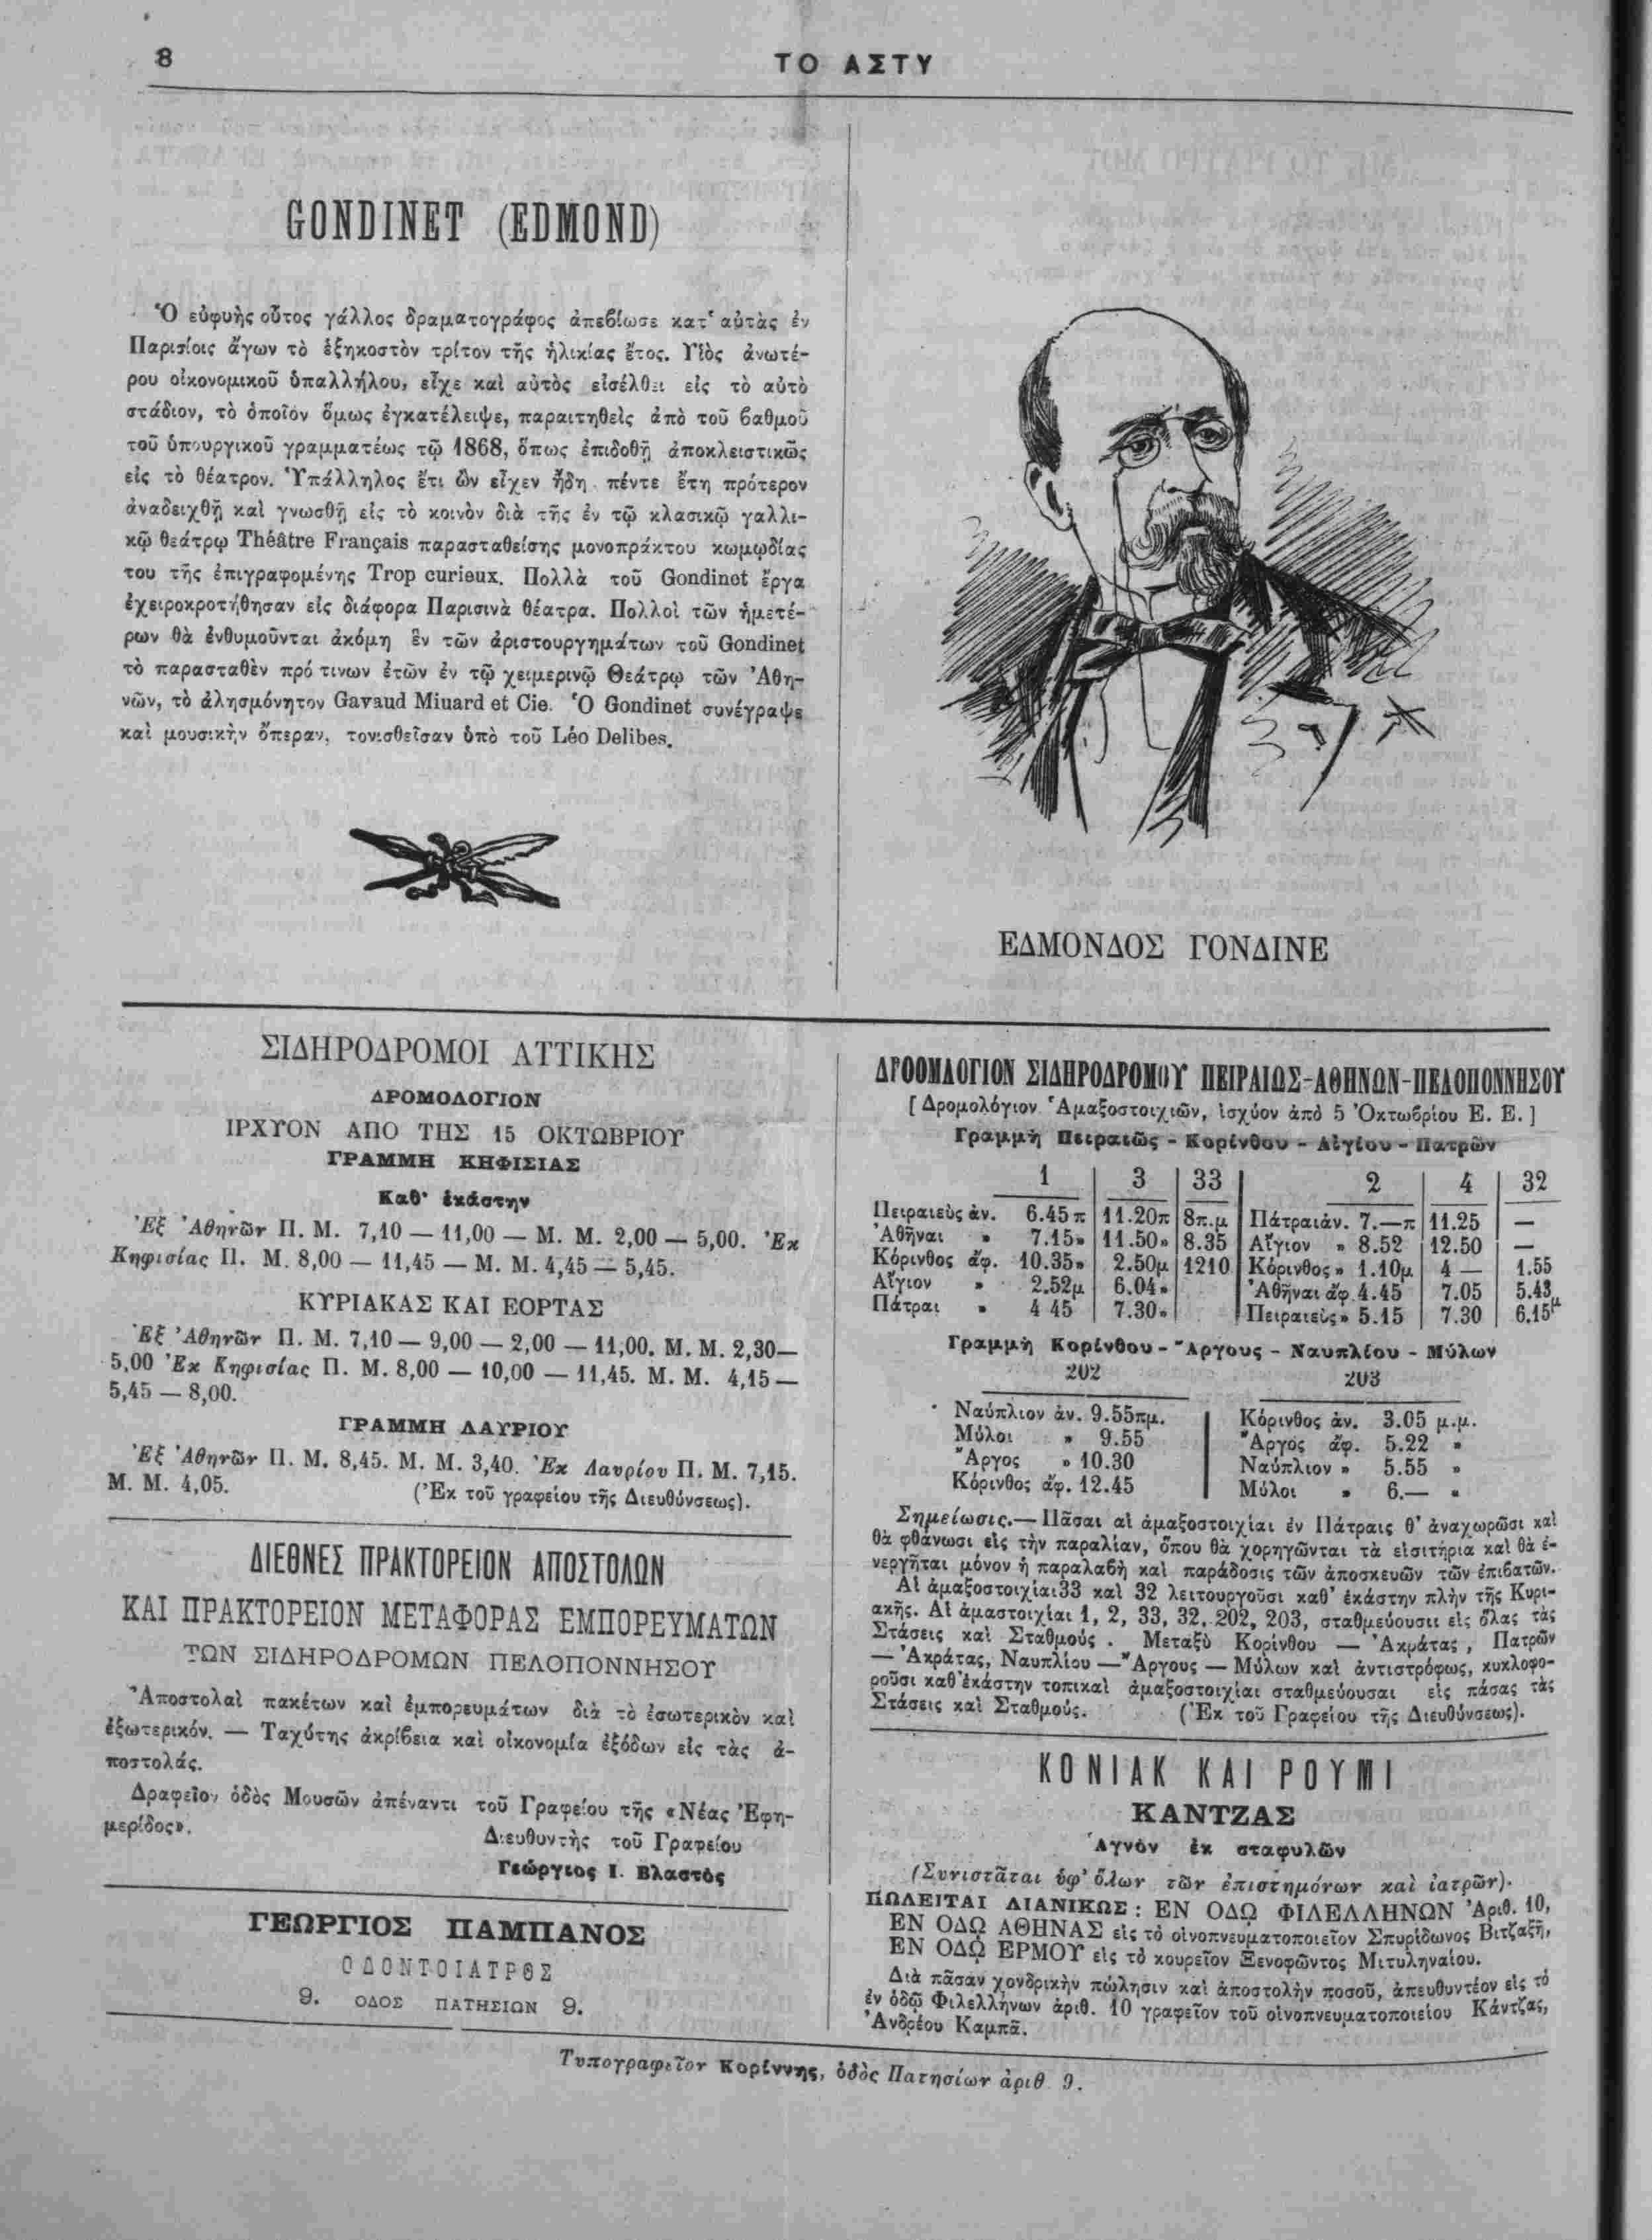 8
ΤΟ ΑΣΤΥ
GONDINET (EDMOND)
Ὁ εὐφυὴς οὗτος γάλλος δραματογράφος ἀπεβίωσε κατ' αὐτὰς ἐν
Παρισίοις ἄγων τὸ ἑξηκοστὸν τρίτον τῆς ἡλικίας ἔτος. Υἱὸς ἀνωτέ-
ρου οἰκονομικοῦ ὑπαλλήλου, εἶχε καὶ αὐτὸς εἰσέλθει εἰς τὸ αὐτὸ
στάδιον, τὸ ὁποῖον ὅμως ἐγκατέλειψε, παραιτηθεὶς ἀπὸ τοῦ βαθμοῦ
τοῦ ὑπουργικοῦ γραμματέως τῷ 1868, ὅπως ἐπιδοθῇ ἀποκλειστικῶς
εἰς τὸ θέατρον. Ὑπάλληλος ἔτι ὢν εἶχεν ἤδη πέντε ἔτη πρότερον
ἀναδειχθῇ καὶ γνωσθῇ εἰς τὸ κοινὸν διὰ τῆς ἐν τῷ κλασικῷ γαλλι-
κῷ θεάτρῳ Théâtre Français παρασταθείσης μονοπράκτου κωμῳδίας
του τῆς ἐπιγραφομένης Trop curieux. Πολλὰ τοῦ Gondinet ἔργα
ἐχειροκροτήθησαν εἰς διάφορα Παρισινὰ θέατρα. Πολλοὶ τῶν ἡμετέ-
ρων θὰ ἐνθυμοῦνται ἀκόμη ἓν τῶν ἀριστουργημάτων τοῦ Gondinet
τὸ παρασταθὲν πρό τινων ἐτῶν ἐν τῷ χειμερινῷ Θεάτρῳ τῶν Ἀθη-
νῶν, τὸ ἀλησμόνητον Gavaud Miuard et Cie. Ὁ Gondinet συνέγραψε
καὶ μουσικὴν ὄπεραν, τονισθεῖσαν ὑπὸ τοῦ Léo Delibes.
ΕΔΜΟΝΔΟΣ ΓΟΝΔΙΝΕ
ΣΙΔΗΡΟΔΡΟΜΟΙ ΑΤΤΙΚΗΣ
ΔΡΟΜΟΛΟΓΙΟΝ
ΙΡΧΥΟΝ ΑΠΟ ΤΗΣ 15 ΟΚΤΩΒΡΙΟΥ
ΓΡΑΜΜΗ ΚΗΦΙΣΙΑΣ
Καθ' ἑκάστην
Ἐξ Ἀθηνῶν Π. Μ. 7,10 — 11,00 — Μ. Μ. 2,00 — 5,00. Ἐκ
Κηφισίας Π. Μ. 8,00 — 11,45 — Μ. Μ. 4,45 — 5,45.
ΚΥΡΙΑΚΑΣ ΚΑΙ ΕΟΡΤΑΣ
Ἐξ Ἀθηνῶν Π. Μ. 7,10 — 9,00 — 2,00 — 11,00. Μ. Μ. 2,30—
5,00 Ἐκ Κηφισίας Π. Μ. 8,00 — 10,00 — 11,45. Μ. Μ. 4,15 —
5,45 — 8,00.
ΓΡΑΜΜΗ ΛΑΥΡΙΟΥ
Ἐξ Ἀθηνῶν Π. Μ. 8,45. Μ. Μ. 3,40. Ἐκ Λαυρίου Π. Μ. 7,15.
Μ. Μ. 4,05. (Ἐκ τοῦ γραφείου τῆς Διευθύνσεως).
ΔΙΕΘΝΕΣ ΠΡΑΚΤΟΡΕΙΟΝ ΑΠΟΣΤΟΛΩΝ
ΚΑΙ ΠΡΑΚΤΟΡΕΙΟΝ ΜΕΤΑΦΟΡΑΣ ΕΜΠΟΡΕΥΜΑΤΩΝ
ΤΩΝ ΣΙΔΗΡΟΔΡΟΜΩΝ ΠΕΛΟΠΟΝΝΗΣΟΥ
Ἀποστολαὶ πακέτων καὶ ἐμπορευμάτων διὰ τὸ ἐσωτερικὸν καὶ
ἐξωτερικόν. — Ταχύτης ἀκρίβεια καὶ οἰκονομία ἐξόδων εἰς τὰς ἀ-
ποστολάς.
Δραφεῖον ὁδὸς Μουσῶν ἀπέναντι τοῦ Γραφείου τῆς «Νέας Ἐφη-
μερίδος».
Διευθυντὴς τοῦ Γραφείου
Γεώργιος Ι. Βλαστὸς
ΓΕΩΡΓΙΟΣ ΠΑΜΠΑΝΟΣ
ΟΔΟΝΤΟΙΑΤΡΟΣ
9. ΟΔΟΣ ΠΑΤΗΣΙΩΝ 9.
ΔΡΟΟΜΛΟΓΙΟΝ ΣΙΔΗΡΟΔΡΟΜΟΥ ΠΕΙΡΑΙΩΣ-ΑΘΗΝΩΝ-ΠΕΛΟΠΟΝΝΗΣΟΥ
[ Δρομολόγιον Ἁμαξοστοιχιῶν, ἰσχύον ἀπὸ 5 Ὀκτωβρίου Ε. Ε. ]
Γραμμὴ Πειραιῶς - Κορίνθου - Αἰγίου - Πατρῶν
1 3 33 2 4 32
Πειραιεὺς ἀν. 6.45 π 11.20π 8π.μ Πάτραιάν. 7.—π 11.25 —
Ἀθῆναι » 7.15» 11.50» 8.35 Αἴγιον » 8.52 12.50 —
Κόρινθος ἄφ. 10.35» 2.50μ 1210 Κόρινθος» 1.10μ 4 — 1.55
Αἴγιον » 2.52μ 6.04» Ἀθῆναι ἄφ. 4.45 7.05 5.43
Πάτραι » 4 45 7.30» Πειραιεὺς» 5.15 7.30 6.15μ
Γραμμὴ Κορίνθου - Ἄργους - Ναυπλίου - Μύλων
202 203
Ναύπλιον ἀν. 9.55πμ. Κόρινθος ἀν. 3.05 μ.μ.
Μύλοι » 9.55 Ἄργος ἄφ. 5.22 »
Ἄργος » 10.30 Ναύπλιον » 5.55 »
Κόρινθος ἄφ. 12.45 Μύλοι » 6.— »
Σημείωσις.— Πᾶσαι αἱ ἁμαξοστοιχίαι ἐν Πάτραις θ' ἀναχωρῶσι καὶ
θὰ φθάνωσι εἰς τὴν παραλίαν, ὅπου θὰ χορηγῶνται τὰ εἰσιτήρια καὶ θὰ ἐ-
νεργῆται μόνον ἡ παραλαβὴ καὶ παράδοσις τῶν ἀποσκευῶν τῶν ἐπιβατῶν.
Αἱ ἁμαξοστοιχίαι 33 καὶ 32 λειτουργοῦσι καθ' ἑκάστην πλὴν τῆς Κυρι-
ακῆς. Αἱ ἁμαστοιχίαι 1, 2, 33, 32, 202, 203, σταθμεύουσιι εἰς ὅλας τὰς
Στάσεις καὶ Σταθμούς. Μεταξὺ Κορίνθου — Ἀκράτας, Πατρῶν
— Ἀκράτας, Ναυπλίου — Ἄργους — Μύλων καὶ ἀντιστρόφως, κυκλοφο-
ροῦσι καθ' ἑκάστην τοπικαὶ ἁμαξοστοιχίαι σταθμεύουσαι εἰς πάσας τὰς
Στάσεις καὶ Σταθμούς. (Ἐκ τοῦ Γραφείου τῆς Διευθύνσεως).
ΚΟΝΙΑΚ ΚΑΙ ΡΟΥΜΙ
ΚΑΝΤΖΑΣ
Ἁγνὸν ἐκ σταφυλῶν
(Συνιστᾶται ὑφ' ὅλων τῶν ἐπιστημόνων καὶ ἰατρῶν).
ΠΩΛΕΙΤΑΙ ΛΙΑΝΙΚΩΣ : ΕΝ ΟΔῼ ΦΙΛΕΛΛΗΝΩΝ Ἀριθ. 10,
ΕΝ ΟΔῼ ΑΘΗΝΑΣ εἰς τὸ οἰνοπνευματοποιεῖον Σπυρίδωνος Βιτζαξῆ,
ΕΝ ΟΔῼ ΕΡΜΟΥ εἰς τὸ κουρεῖον Ξενοφῶντος Μιτυληναίου.
Διὰ πᾶσαν χονδρικὴν πώλησιν καὶ ἀποστολὴν ποσοῦ, ἀπευθυντέον εἰς τὸ
ἐν ὁδῷ Φιλελλήνων ἀριθ. 10 γραφεῖον τοῦ οἰνοπνευματοποιείου Κάντζας,
Ἀνδρέου Καμπᾶ.
Τυπογραφεῖον Κορίννης, ὁδὸς Πατησίων ἀριθ 9.